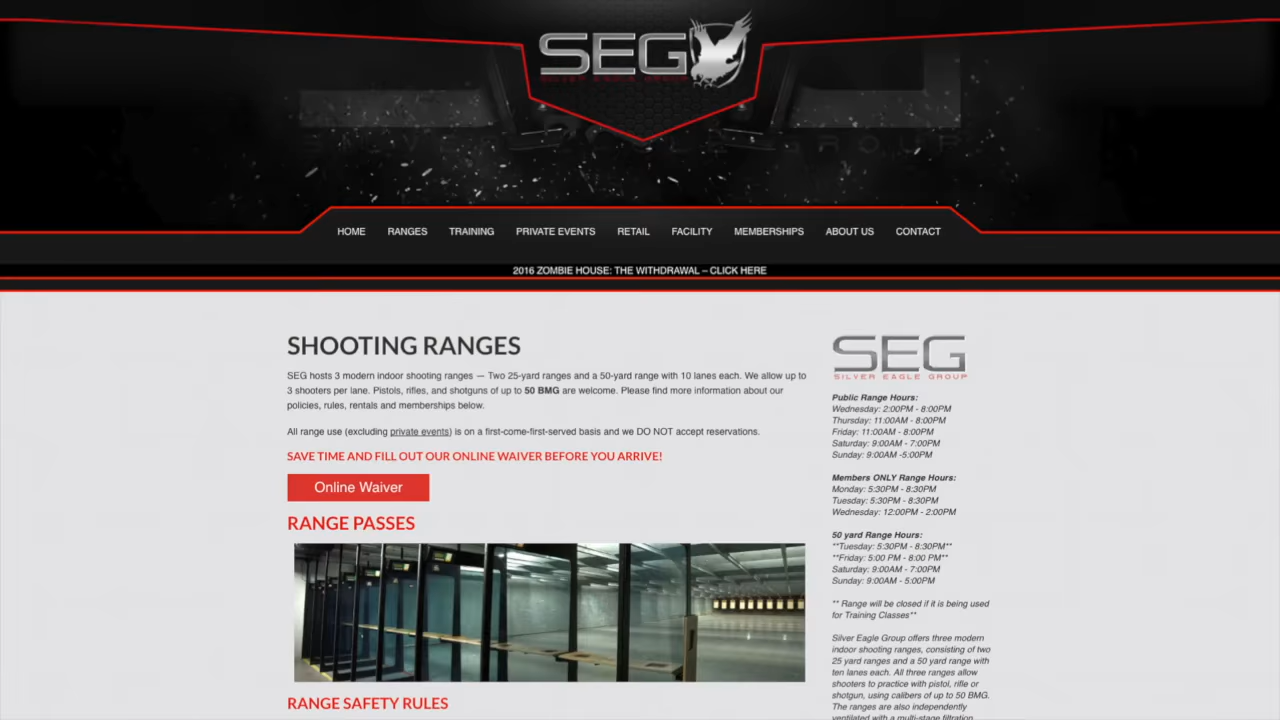 SEG
SILVER EAGLE GROUP
HOME RANGES TRAINING PRIVATE EVENTS RETAIL FACILITY MEMBERSHIPS ABOUT US CONTACT
2016 ZOMBIE HOUSE: THE WITHDRAWAL – CLICK HERE
SHOOTING RANGES
SEG hosts 3 modern indoor shooting ranges — Two 25-yard ranges and a 50-yard range with 10 lanes each. We allow up to
3 shooters per lane. Pistols, rifles, and shotguns of up to 50 BMG are welcome. Please find more information about our
policies, rules, rentals and memberships below.
All range use (excluding private events) is on a first-come-first-served basis and we DO NOT accept reservations.
SAVE TIME AND FILL OUT OUR ONLINE WAIVER BEFORE YOU ARRIVE!
Online Waiver
RANGE PASSES
RANGE SAFETY RULES
SEG
SILVER EAGLE GROUP
Public Range Hours:
Wednesday: 2:00PM - 8:00PM
Thursday: 11:00AM - 8:00PM
Friday: 11:00AM - 8:00PM
Saturday: 9:00AM - 7:00PM
Sunday: 9:00AM -5:00PM
Members ONLY Range Hours:
Monday: 5:30PM - 8:30PM
Tuesday: 5:30PM - 8:30PM
Wednesday: 12:00PM - 2:00PM
50 yard Range Hours:
**Tuesday: 5:30PM - 8:30PM**
**Friday: 5:00 PM - 8:00 PM**
Saturday: 9:00AM - 7:00PM
Sunday: 9:00AM - 5:00PM
** Range will be closed if it is being used
for Training Classes**
Silver Eagle Group offers three modern
indoor shooting ranges, consisting of two
25 yard ranges and a 50 yard range with
ten lanes each. All three ranges allow
shooters to practice with pistol, rifle or
shotgun, using calibers of up to 50 BMG.
The ranges are also independently
ventilated with a multi-stage filtration